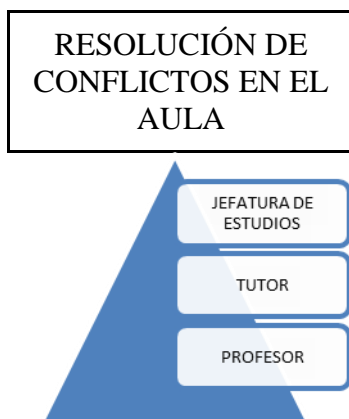 RESOLUCIÓN DE
CONFLICTOS EN EL
AULA
JEFATURA DE
ESTUDIOS
TUTOR
PROFESOR